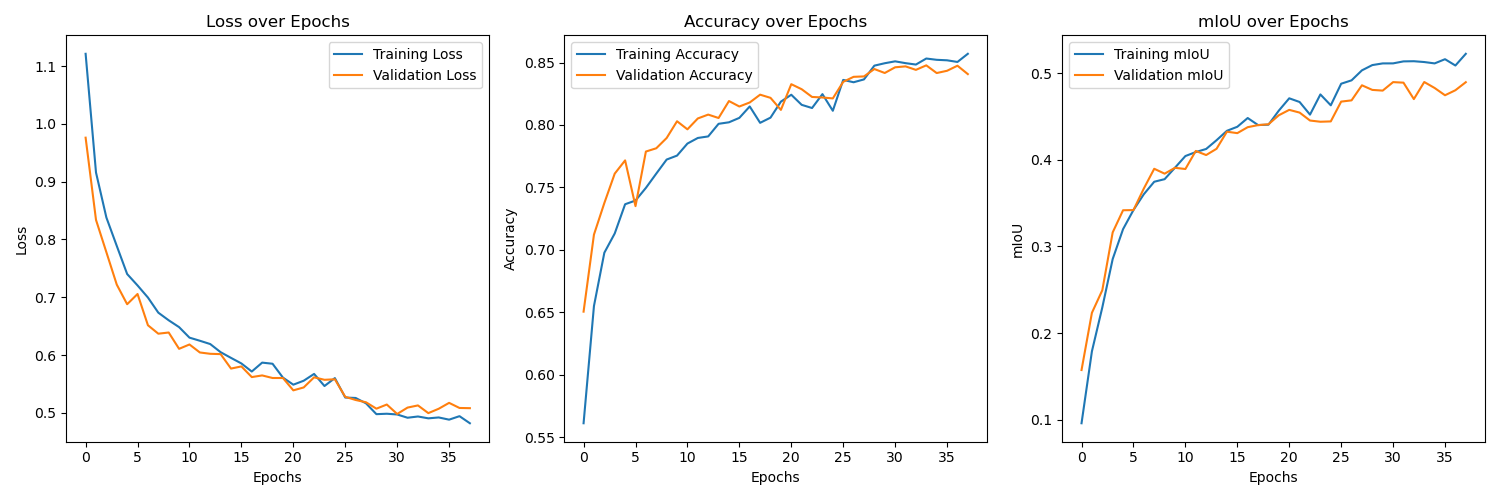 Loss over Epochs
Training Loss
Validation Loss
1.1
1.0
0.9
0.8
0.7
0.6
0.5
Loss
0 5 10 15 20 25 30 35
Epochs
Accuracy over Epochs
Training Accuracy
Validation Accuracy
0.85
0.80
0.75
0.70
0.65
0.60
0.55
Accuracy
0 5 10 15 20 25 30 35
Epochs
mIoU over Epochs
Training mIoU
Validation mIoU
0.5
0.4
0.3
0.2
0.1
mIoU
0 5 10 15 20 25 30 35
Epochs